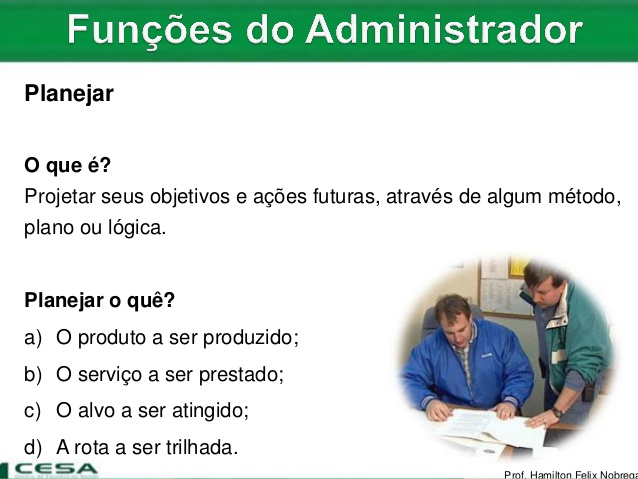 Funções do Administrador
Planejar
O que é?
Projetar seus objetivos e ações futuras, através de algum método,
plano ou lógica.
Planejar o quê?
a) O produto a ser produzido;
b) O serviço a ser prestado;
c) O alvo a ser atingido;
d) A rota a ser trilhada.
CESA
Prof. Hamilton Felix Nobrega